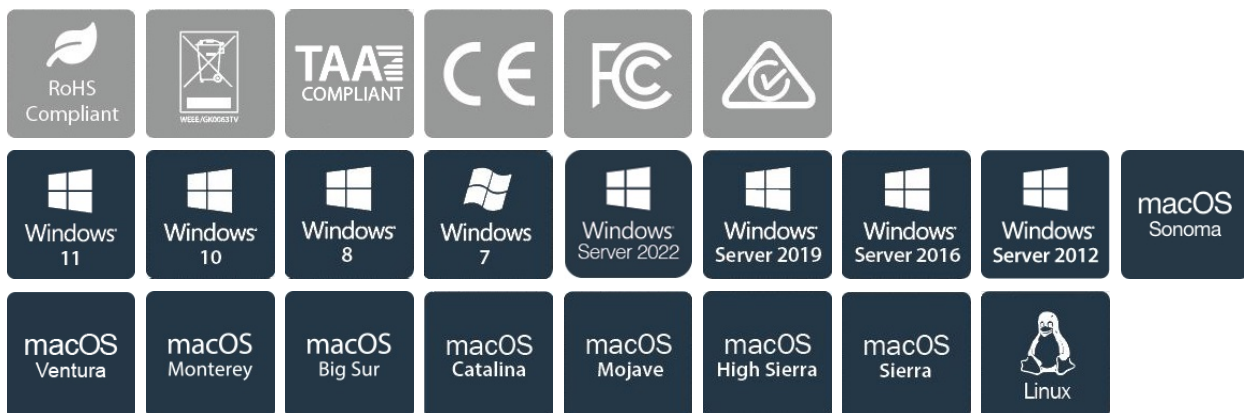 RoHS
Compliant
WEEE/GK0083TV
TAA
COMPLIANT
CE
FC
Windows
11
Windows
10
Windows
8
Windows
7
Windows
Server 2022
Windows
Server 2019
Windows
Server 2016
Windows
Server 2012
macOS
Sonoma
macOS
Ventura
macOS
Monterey
macOS
Big Sur
macOS
Catalina
macOS
Mojave
macOS
High Sierra
macOS
Sierra
Linux